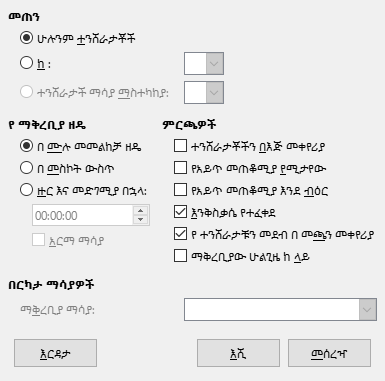 መጠን
ሁሉንም ተንሸራታቾች
ከ :
ተንሸራታች ማሳያ ማስተካከያ:
የ ማቅረቢያ ዘዴ
ምርጫዎች
በ ሙሉ መመልከቻ ዘዴ
በ መስኮት ውስጥ
ዙር እና መድገሚያ በኋላ:
00:00:00
አርማ ማሳያ
ተንሸራታቾችን በእጅ መቀየሪያ
የአይጥ መጠቆሚያ የሚታየው
የአይጥ መጠቆሚያ እንደ ብዕር
እንቅስቃሴ የተፈቀደ
የ ተንሸራታቹን መደብ በ መጫን መቀየሪያ
ማቅረቢያው ሁልጊዜ ከ ላይ
በርካታ ማሳያዎች
ማቅረቢያ ማሳያ:
እርዳታ
እሺ
መሰረዣ